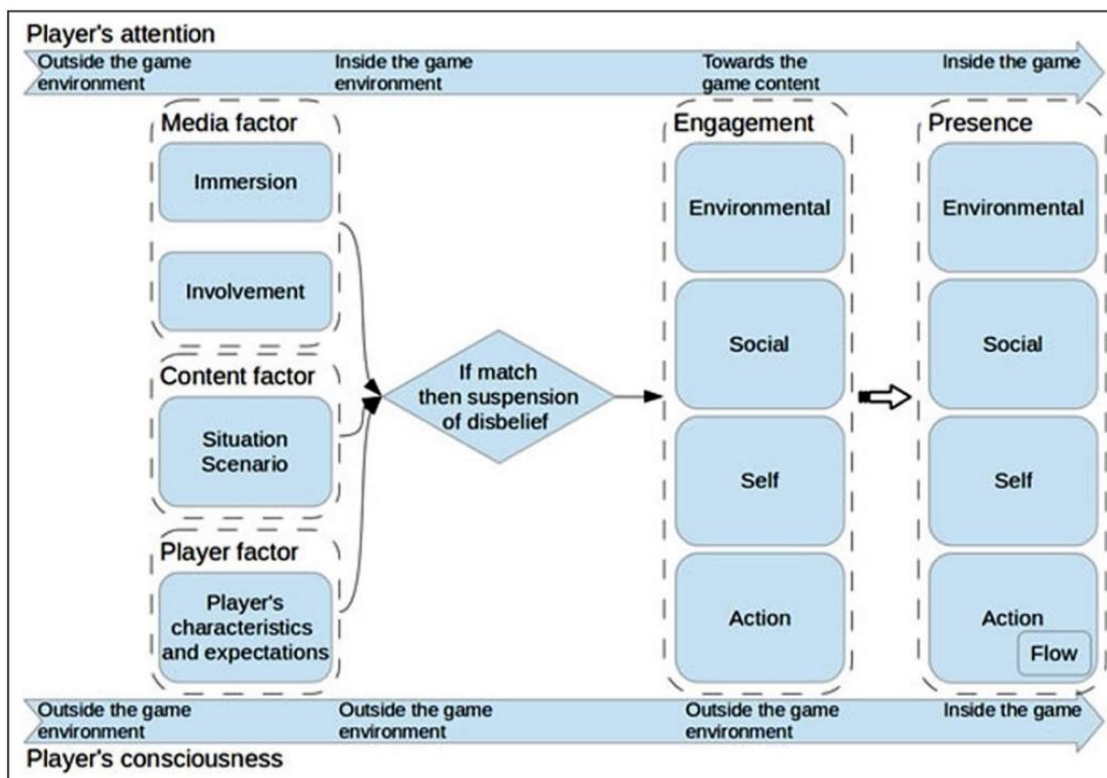 Player's attention
Outside the game
environment
Inside the game
environment
Towards the
game content
Inside the game
Media factor
Immersion
Involvement
Content factor
Situation
Scenario
Player factor
Player's
characteristics
and expectations
If match
then suspension
of disbelief
Engagement
Environmental
Social
Self
Action
Presence
Environmental
Social
Self
Action
Flow
Outside the game
environment
Outside the game
environment
Outside the game
environment
Inside the game
Player's consciousness